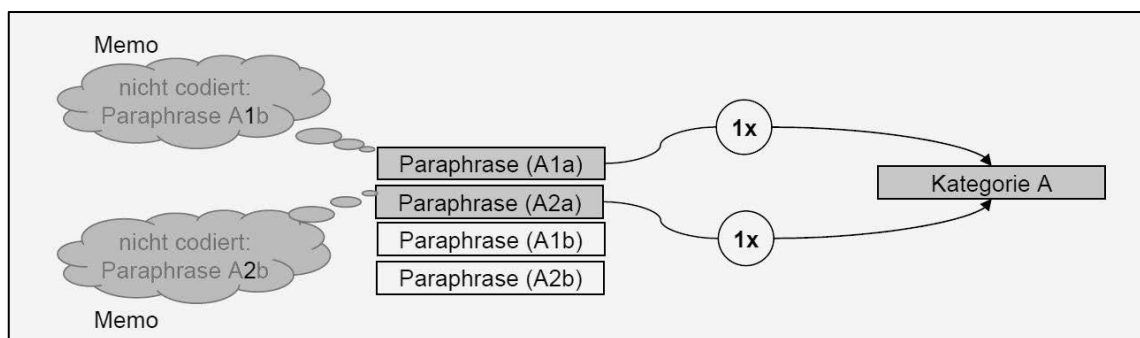 Memo
nicht codiert:
Paraphrase A1b
Paraphrase (A1a)
1x
Kategorie A
Paraphrase (A2a)
nicht codiert:
Paraphrase A2b
Paraphrase (A1b)
1x
Paraphrase (A2b)
Memo